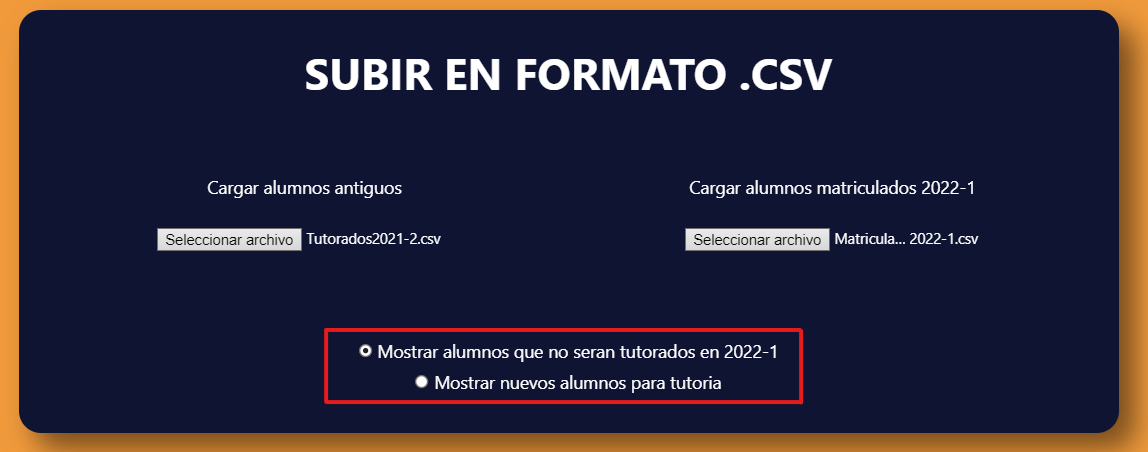 SUBIR EN FORMATO .CSV
Cargar alumnos antiguos
Seleccionar archivo Tutorados2021-2.csv
Cargar alumnos matriculados 2022-1
Seleccionar archivo Matricula... 2022-1.csv
Mostrar alumnos que no seran tutorados en 2022-1
Mostrar nuevos alumnos para tutoria